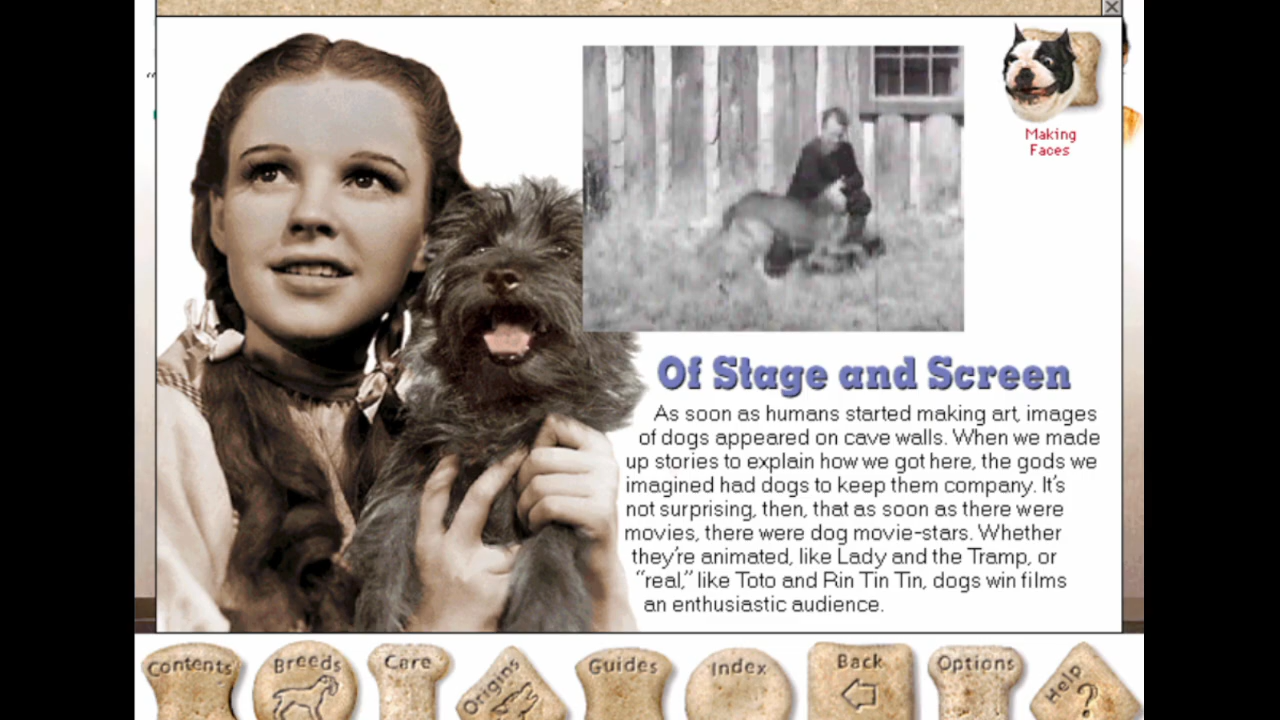 Making
Faces
Of Stage and Screen
As soon as humans started making art, images
of dogs appeared on cave walls. When we made
up stories to explain how we got here, the gods we
imagined had dogs to keep them company. It's
not surprising, then, that as soon as there were
movies, there were dog movie-stars. Whether
they're animated, like Lady and the Tramp, or
"real," like Toto and Rin Tin Tin, dogs win films
an enthusiastic audience.
Contents Breeds Care Origins Guides Index Back Options Help ?